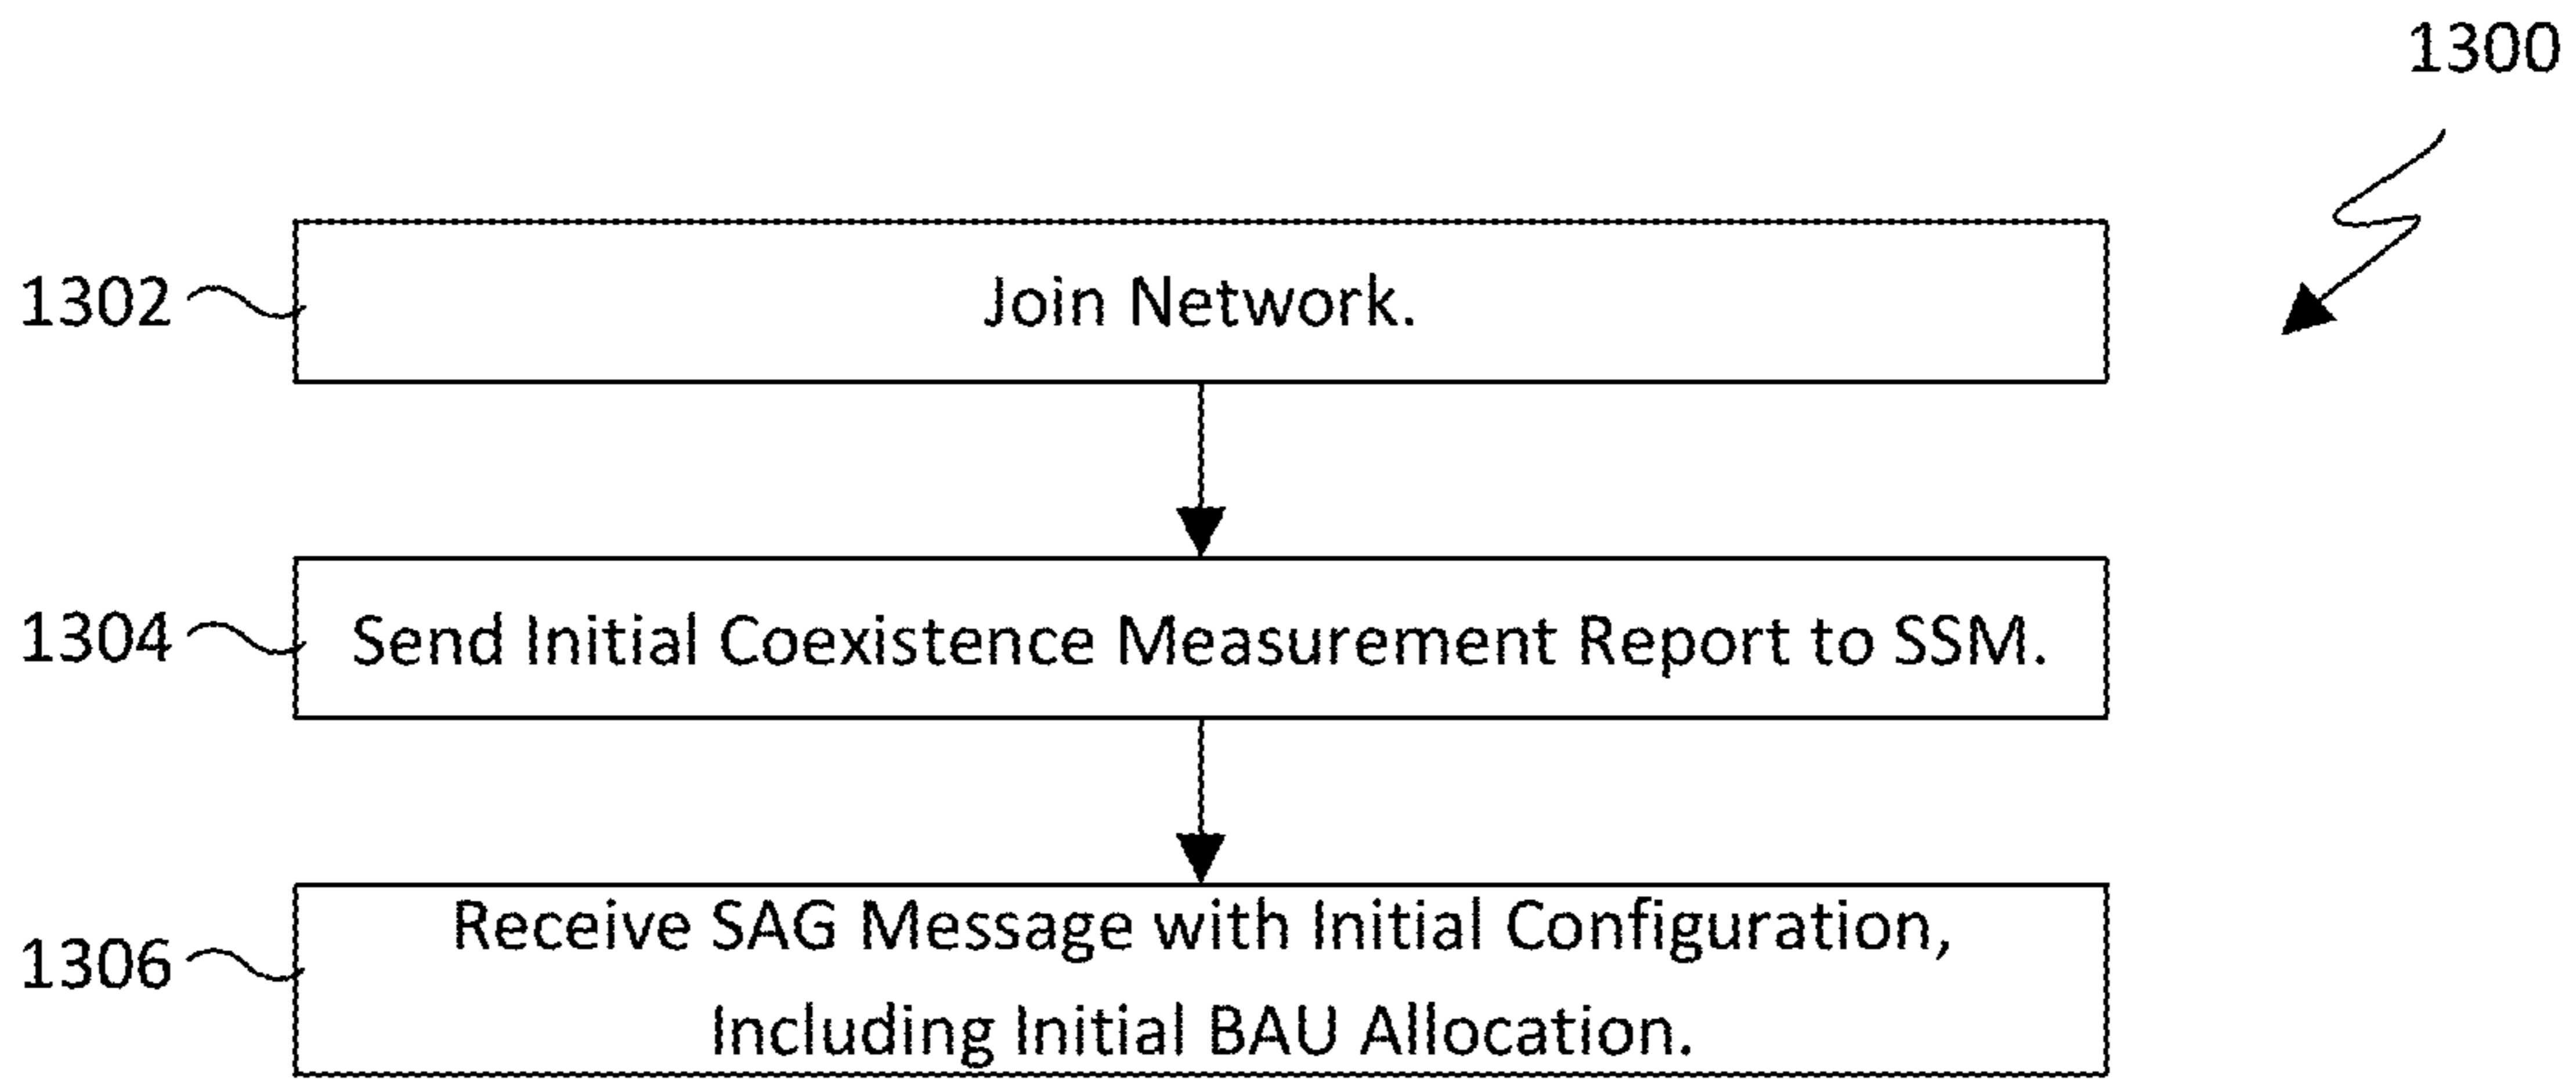 1300
1302
Join Network.
1304
Send Initial Coexistence Measurement Report to SSM.
1306
Receive SAG Message with Initial Configuration,
Including Initial BAU Allocation.